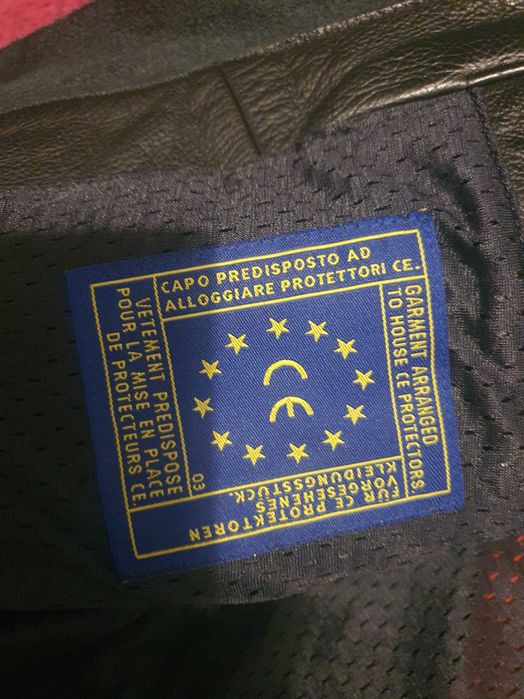 CAPO PREDISPOSTO AD
ALLOGGIARE PROTETTORI CE.
GARMENT ARRANGED
TO HOUSE CE PROTECTORS.
FÜR CE PROTEKTOREN
VORGESEHENES
KLEIDUNGSSTÜCK.
VETEMENT PREDISPOSE
POUR LA MISE EN PLACE
DE PROTECTEURS CE.
CE
03